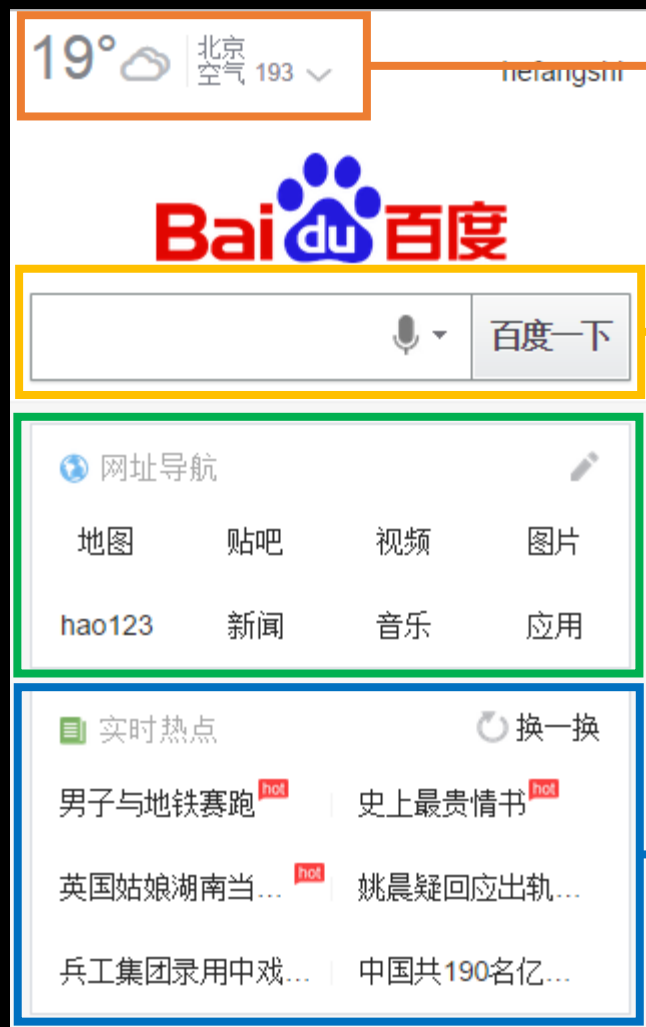 19° 北京
空气 193
hefangshi
Bai du 百度
百度一下
网址导航
地图 贴吧 视频 图片
hao123 新闻 音乐 应用
实时热点 换一换
男子与地铁赛跑 hot 史上最贵情书 hot
英国姑娘湖南当... hot 姚晨疑回应出轨...
兵工集团录用中戏... 中国共190名亿...